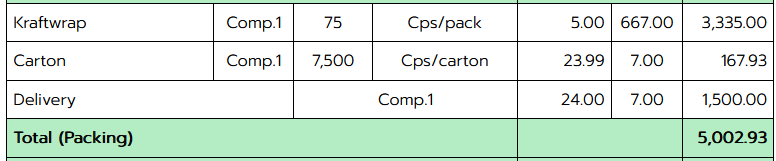 Kraftwrap Comp.1 75 Cps/pack 5.00 667.00 3,335.00
Carton Comp.1 7,500 Cps/carton 23.99 7.00 167.93
Delivery Comp.1 24.00 7.00 1,500.00
Total (Packing) 5,002.93